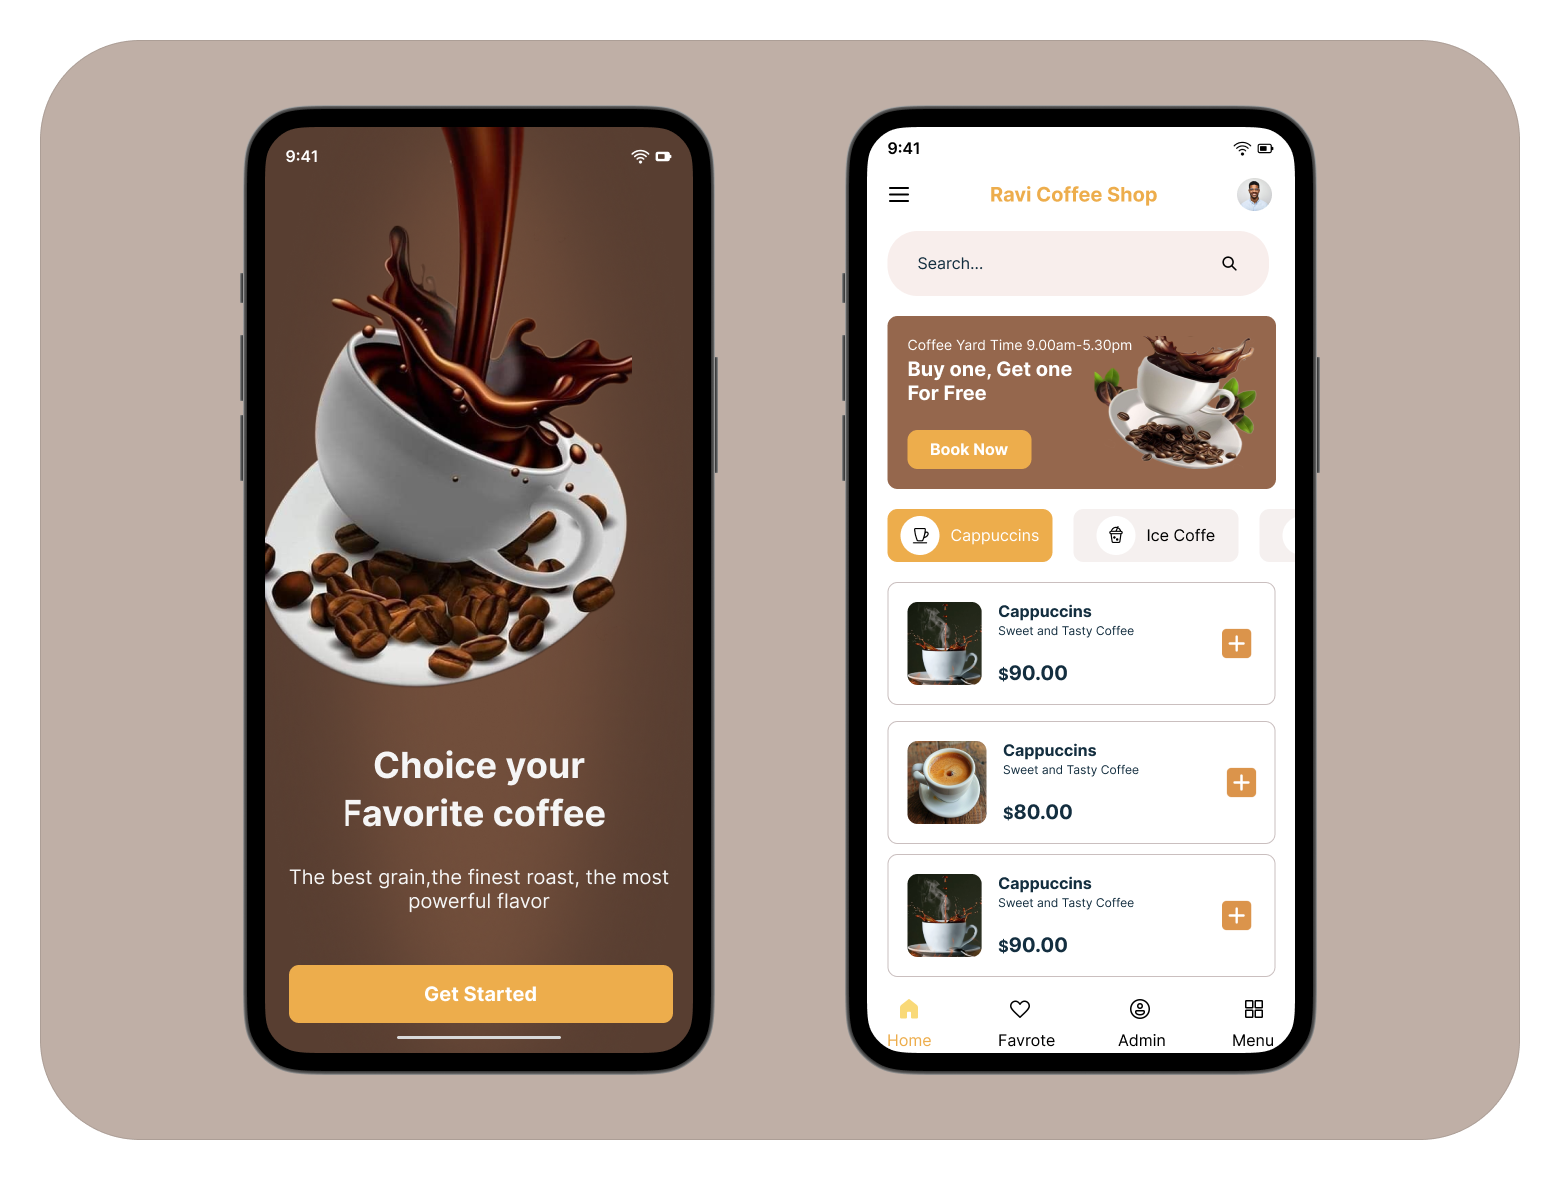 9:41
Choice your
Favorite coffee
The best grain,the finest roast, the most
powerful flavor
Get Started
9:41
Ravi Coffee Shop
Search...
Coffee Yard Time 9.00am-5.30pm
Buy one, Get one
For Free
Book Now
Cappuccins
Ice Coffe
Cappuccins
Sweet and Tasty Coffee
$90.00
Cappuccins
Sweet and Tasty Coffee
$80.00
Cappuccins
Sweet and Tasty Coffee
$90.00
Home
Favrote
Admin
Menu